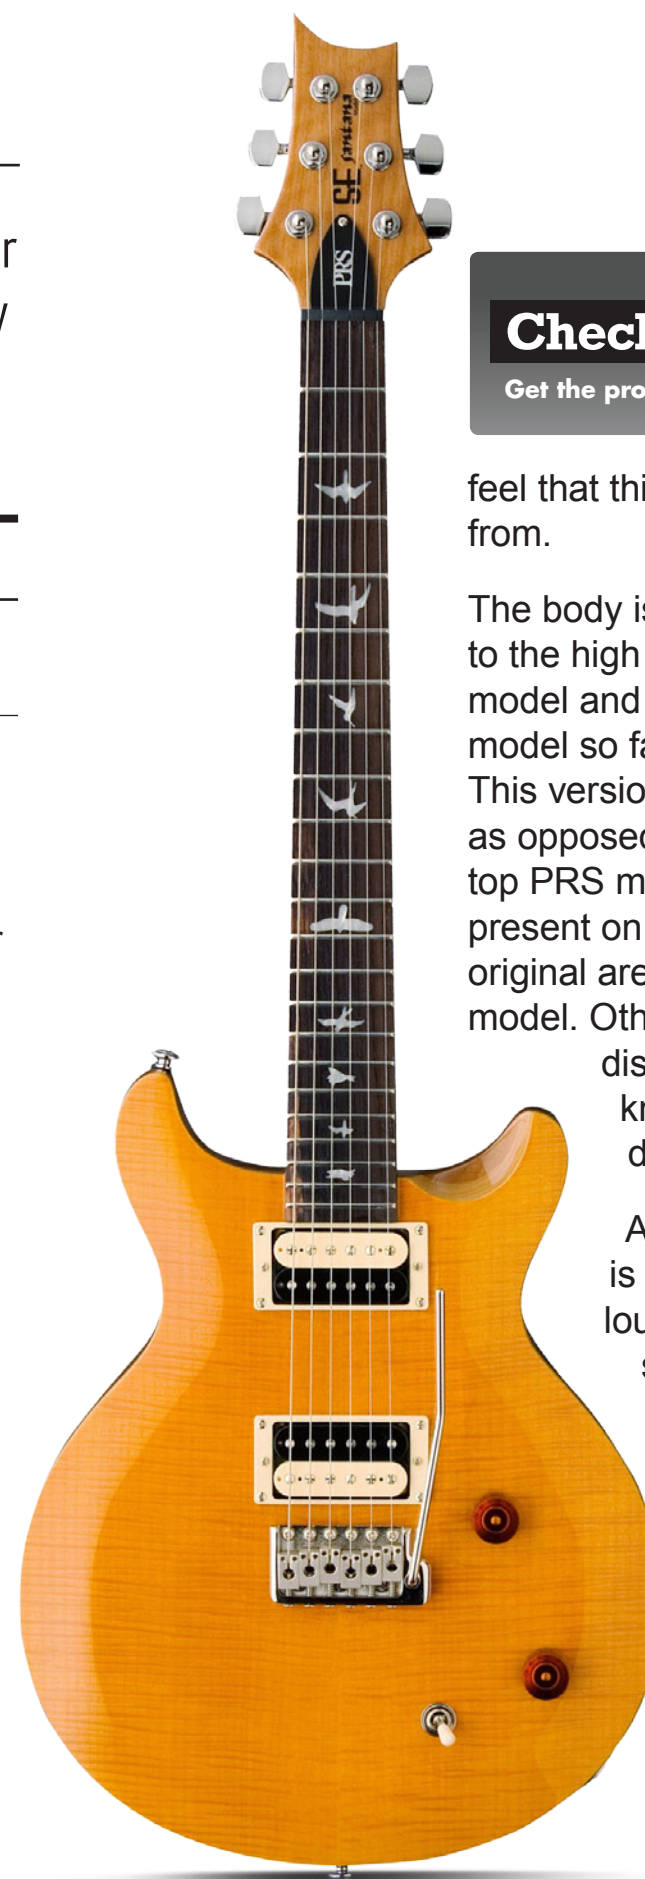 r
Santana
SE
PRS
Check
Get the pro
feel that thi
from.
The body is
to the high
model and
model so fa
This versio
as opposed
top PRS m
present on
original are
model. Oth
dis
kn
d
A
is
lou
s